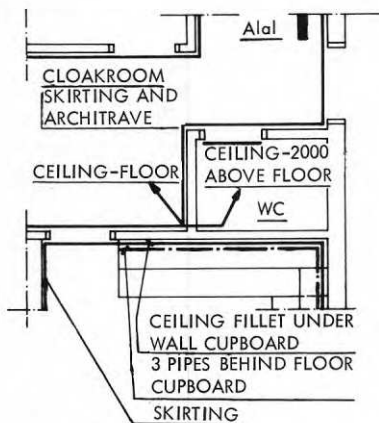 Alal
CLOAKROOM
SKIRTING AND
ARCHITRAVE
CEILING-FLOOR
CEILING-2000
ABOVE FLOOR
WC
CEILING FILLET UNDER
WALL CUPBOARD
3 PIPES BEHIND FLOOR
CUPBOARD
SKIRTING